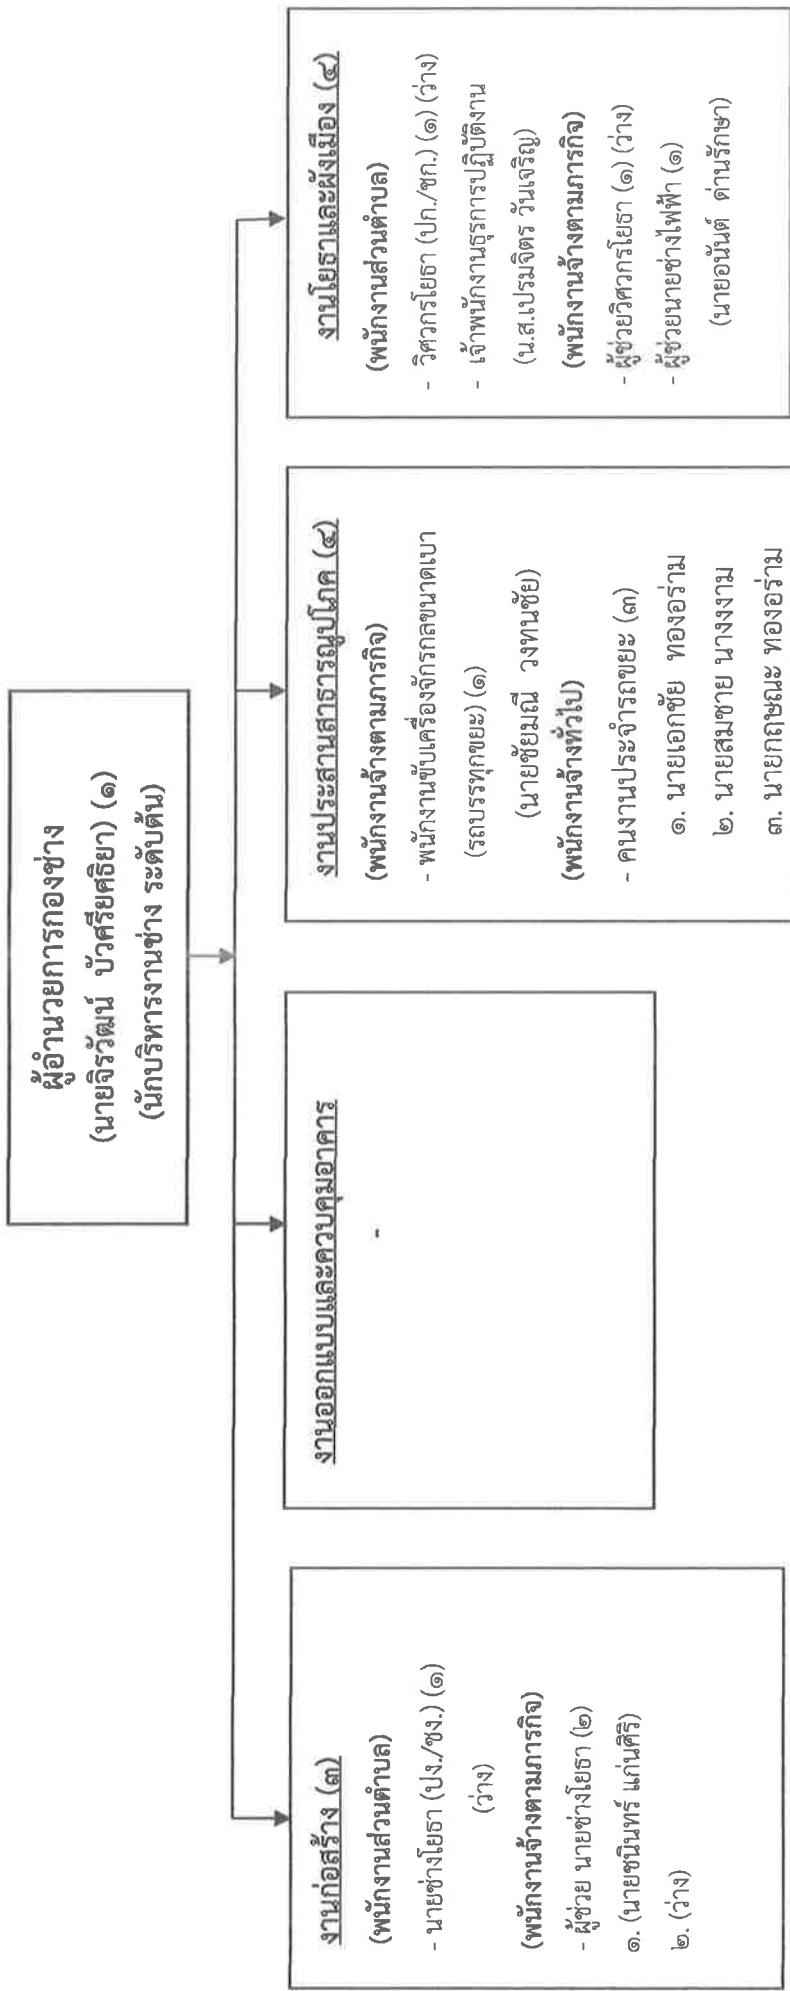 ผู้อำนวยการกองช่าง
(นายจิรวัฒน์ บัวศรียศธิยา) (๑)
(นักบริหารงานช่าง ระดับต้น)
งานก่อสร้าง (๓)
(พนักงานส่วนตำบล)
- นายช่างโยธา (ปง./ชง.) (๑)
(ว่าง)
(พนักงานจ้างตามภารกิจ)
- ผู้ช่วย นายช่างโยธา (๒)
๑. (นายชนินทร์ แก่นศิริ)
๒. (ว่าง)
งานออกแบบและควบคุมอาคาร
-
งานประสานสาธารณูปโภค (๔)
(พนักงานจ้างตามภารกิจ)
- พนักงานขับเครื่องจักรกลขนาดเบา
(รถบรรทุกขยะ) (๑)
(นายชัยมณี วงทนชัย)
(พนักงานจ้างทั่วไป)
- คนงานประจำรถขยะ (๓)
๑. นายเอกชัย ทองอร่าม
๒. นายสมชาย นางงงาม
๓. นายกฤษณะ ทองอร่าม
งานโยธาและผังเมือง (๔)
(พนักงานส่วนตำบล)
- วิศวกรโยธา (ปก./ชก.) (๑) (ว่าง)
- เจ้าพนักงานธุรการปฏิบัติงาน
(น.ส.เปรมจิตร วันเจริญ)
(พนักงานจ้างตามภารกิจ)
- ผู้ช่วยวิศวกรโยธา (๑) (ว่าง)
- ผู้ช่วยนายช่างไฟฟ้า (๑)
(นายอนันต์ ด่านรักษา)